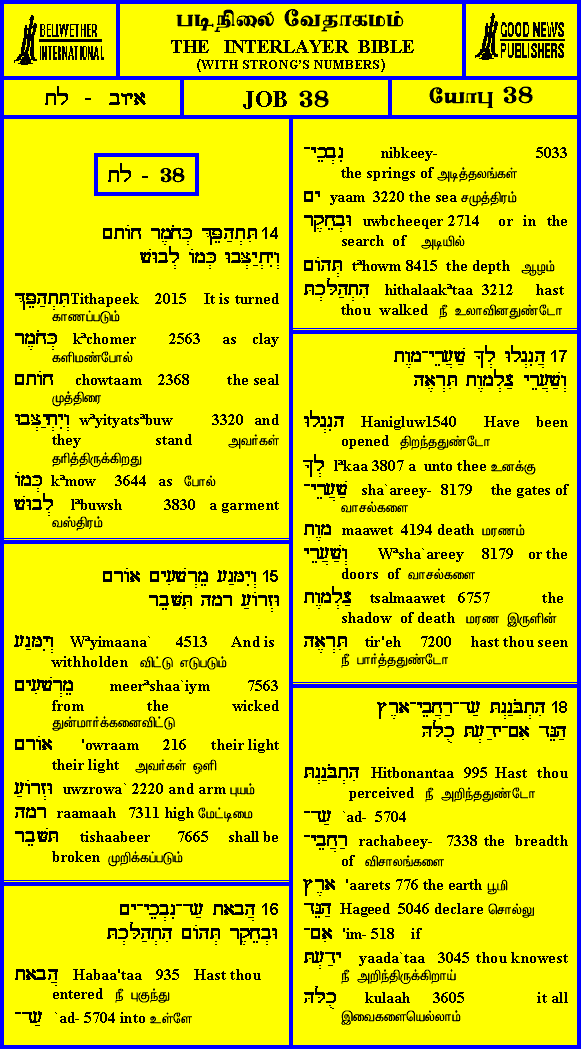 BELLWETHER
INTERNATIONAL
படிநிலை வேதாகமம்
THE INTERLAYER BIBLE
(WITH STRONG'S NUMBERS)
GOOD NEWS
PUBLISHERS
איוב - לח
JOB 38
யோபு 38
לח - 38
14 תִּתְהַפֵּךְ כְּחֹמֶר חוֹתָם
וְיִתְיַצְּבוּ כְּמוֹ לְבוּשׁ
תִּתְהַפֵּךְ Tithapeek 2015 It is turned
காணப்படும்
כְּחֹמֶר kªchomer 2563 as clay
களிமண்போல்
חוֹתָם chowtaam 2368 the seal
முத்திரை
וְיִתְיַצְּבוּ wªyityatsªbuw 3320 and
they stand அவர்கள்
தரித்திருக்கிறது
כְּמוֹ kªmow 3644 as போல்
לְבוּשׁ lªbuwsh 3830 a garment
வஸ்திரம்
15 וְיִמָּנַע מֵרְשָׁעִים אוֹרָם
וּזְרוֹעַ רָמָה תִּשָּׁבֵר
וְיִמָּנַע Wªyimaana` 4513 And is
withholden விட்டு எடுபடும்
מֵרְשָׁעִים meerªshaa`iym 7563
from the wicked
துன்மார்க்கனைவிட்டு
אוֹרָם 'owraam 216 their light
their light அவர்கள் ஒளி
וּזְרוֹעַ uwzrowa` 2220 and arm புயம்
רָמָה raamaah 7311 high மேட்டிமை
תִּשָּׁבֵר tishaabeer 7665 shall be
broken முறிக்கப்படும்
16 הֲבָאתָ עַד־נִבְכֵי־יָם
וּבְחֵקֶר תְּהוֹם הִתְהַלָּכְתָּ
הֲבָאתָ Habaa'taa 935 Hast thou
entered நீ புகுந்து
עַד־ `ad- 5704 into உள்ளே
נִבְכֵי־ nibkeey- 5033
the springs of அடித்தலங்கள்
יָם yaam 3220 the sea சமுத்திரம்
וּבְחֵקֶר uwbcheeqer 2714 or in the
search of அடியில்
תְּהוֹם tªhowm 8415 the depth ஆழம்
הִתְהַלָּכְתָּ hithalaakªtaa 3212 hast
thou walked நீ உலாவினதுண்டோ
17 הֲנִגְלוּ לְךָ שַׁעֲרֵי־מָוֶת
וְשַׁעֲרֵי צַלְמָוֶת תִּרְאֶה
הֲנִגְלוּ Hanigluw1540 Have been
opened திறந்ததுண்டோ
לְךָ lªkaa 3807 a unto thee உனக்கு
שַׁעֲרֵי־ sha`areey- 8179 the gates of
வாசல்களை
מָוֶת maawet 4194 death மரணம்
וְשַׁעֲרֵי Wªsha`areey 8179 or the
doors of வாசல்களை
צַלְמָוֶת tsalmaawet 6757 the
shadow of death மரண இருளின்
תִּרְאֶה tir'eh 7200 hast thou seen
நீ பார்த்ததுண்டோ
18 הִתְבֹּנַנְתָּ עַד־רַחֲבֵי־אָרֶץ
הַגֵּד אִם־יָדַעְתָּ כֻלָּהּ
הִתְבֹּנַנְתָּ Hitbonantaa 995 Hast thou
perceived நீ அறிந்ததுண்டோ
עַד־ `ad- 5704
רַחֲבֵי־ rachabeey- 7338 the breadth
of விசாலங்களை
אָרֶץ 'aarets 776 the earth பூமி
הַגֵּד Hageed 5046 declare சொல்லு
אִם־ 'im- 518 if
יָדַעְתָּ yaada`taa 3045 thou knowest
நீ அறிந்திருக்கிறாய்
כֻלָּהּ kulaah 3605 it all
இவைகளையெல்லாம்